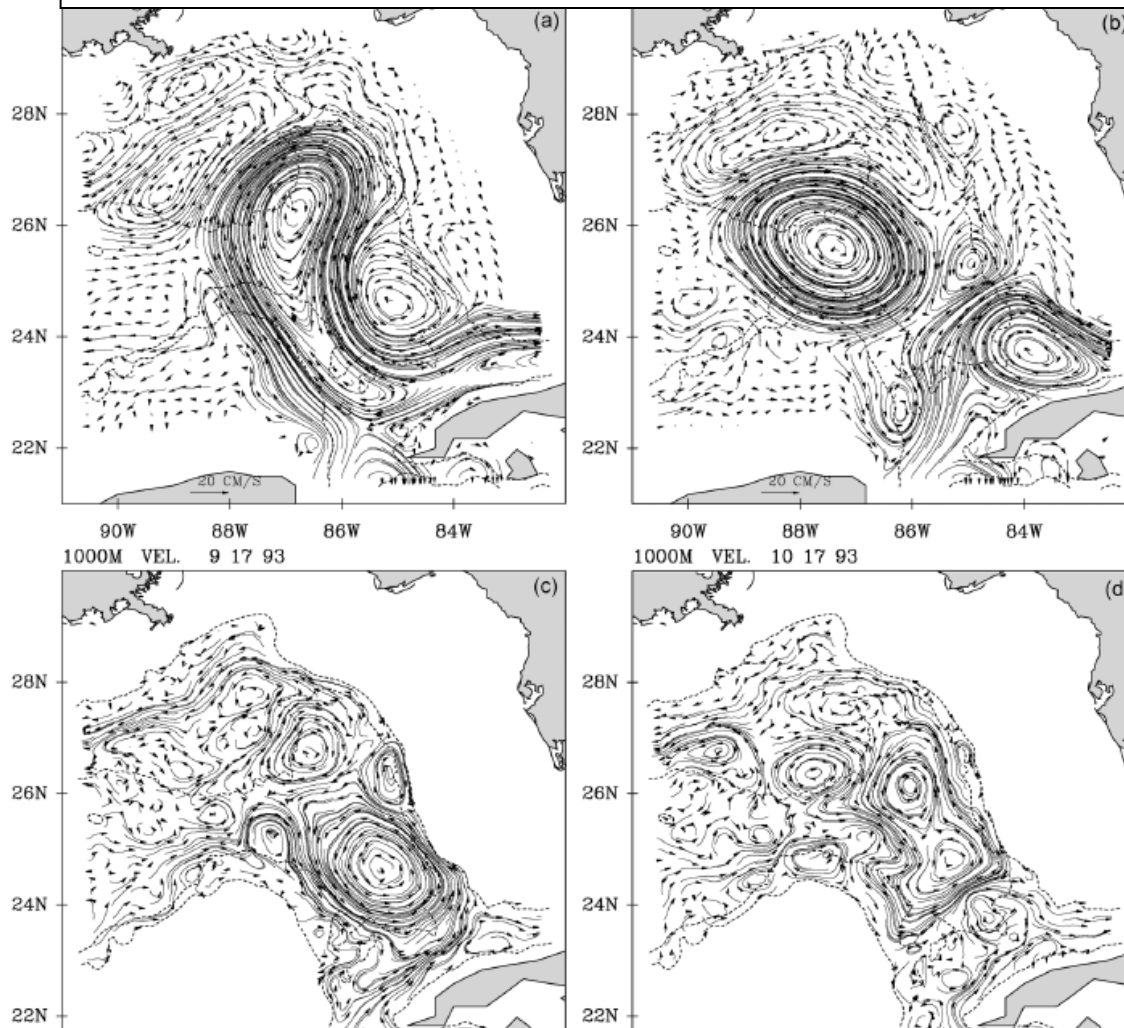 (a) (b)
28N 28N
26N 26N
24N 24N
22N 22N
20 CM/S 20 CM/S
90W 88W 86W 84W 90W 88W 86W 84W
1000M VEL. 9 17 93 1000M VEL. 10 17 93
(c) (d)
28N 28N
26N 26N
24N 24N
22N 22N